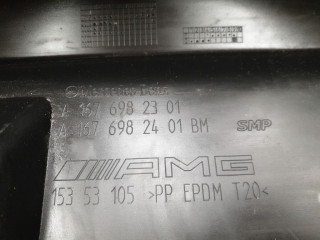 Mercedes-Benz
A 167 698 23 01
A 167 698 24 01 BM SMP
AMG
153 53 105 >PP EPDM T20<